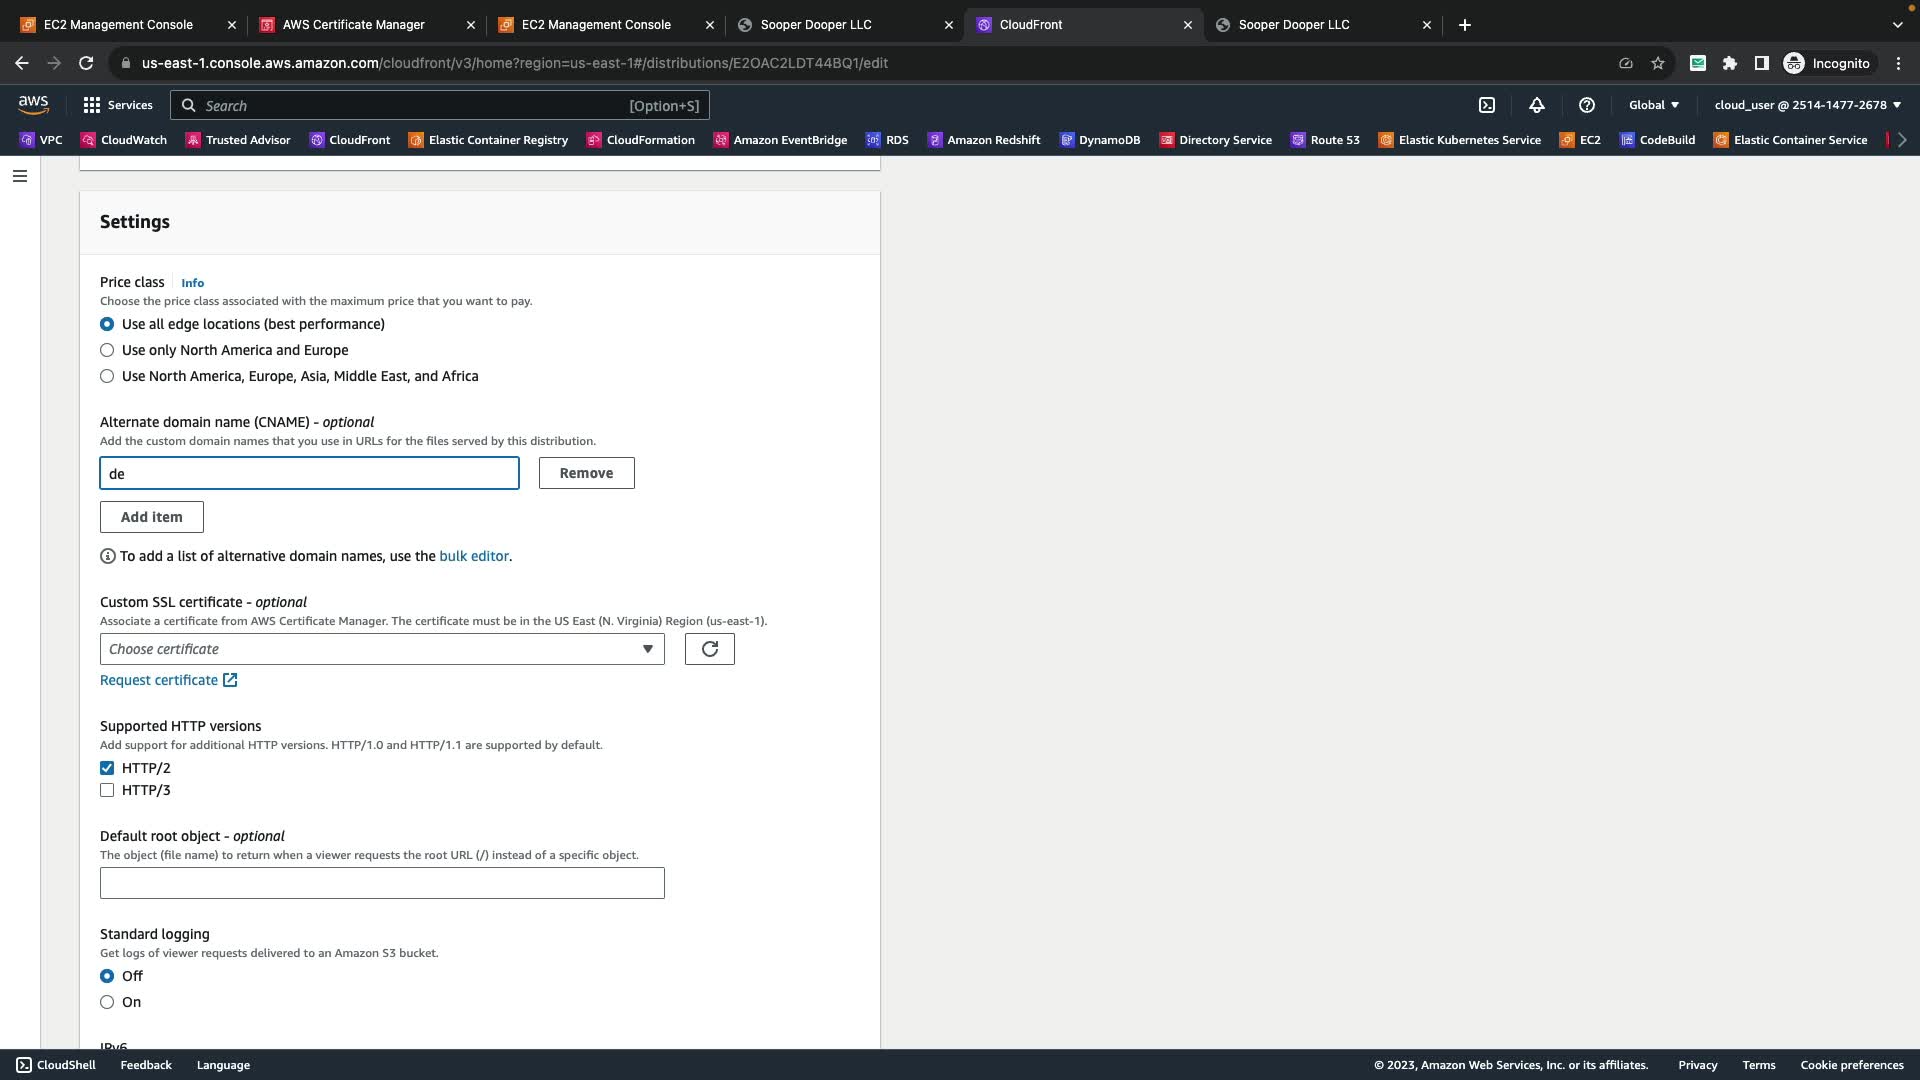 EC2 Management Console
AWS Certificate Manager
EC2 Management Console
Sooper Dooper LLC
CloudFront
Sooper Dooper LLC
us-east-1.console.aws.amazon.com/cloudfront/v3/home?region=us-east-1#/distributions/E2OAC2LDT44BQ1/edit
Incognito
aws
Services
Search
[Option+S]
Global
cloud_user @ 2514-1477-2678
VPC
CloudWatch
Trusted Advisor
CloudFront
Elastic Container Registry
CloudFormation
Amazon EventBridge
RDS
Amazon Redshift
DynamoDB
Directory Service
Route 53
Elastic Kubernetes Service
EC2
CodeBuild
Elastic Container Service
Settings
Price class
Info
Choose the price class associated with the maximum price that you want to pay.
Use all edge locations (best performance)
Use only North America and Europe
Use North America, Europe, Asia, Middle East, and Africa
Alternate domain name (CNAME) - optional
Add the custom domain names that you use in URLs for the files served by this distribution.
de
Remove
Add item
To add a list of alternative domain names, use the bulk editor.
Custom SSL certificate - optional
Associate a certificate from AWS Certificate Manager. The certificate must be in the US East (N. Virginia) Region (us-east-1).
Choose certificate
Request certificate
Supported HTTP versions
Add support for additional HTTP versions. HTTP/1.0 and HTTP/1.1 are supported by default.
HTTP/2
HTTP/3
Default root object - optional
The object (file name) to return when a viewer requests the root URL (/) instead of a specific object.
Standard logging
Get logs of viewer requests delivered to an Amazon S3 bucket.
Off
On
IPv6
CloudShell
Feedback
Language
© 2023, Amazon Web Services, Inc. or its affiliates.
Privacy
Terms
Cookie preferences